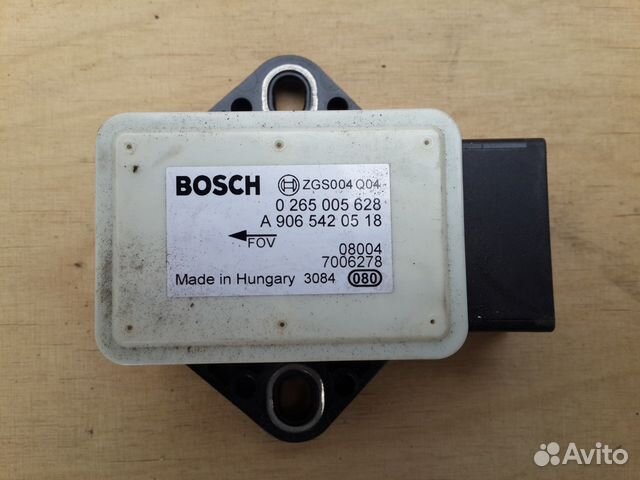 BOSCH ZGS004 Q04
0 265 005 628
A 906 542 05 18
FOV
08004
7006278
Made in Hungary 3084 080
Avito